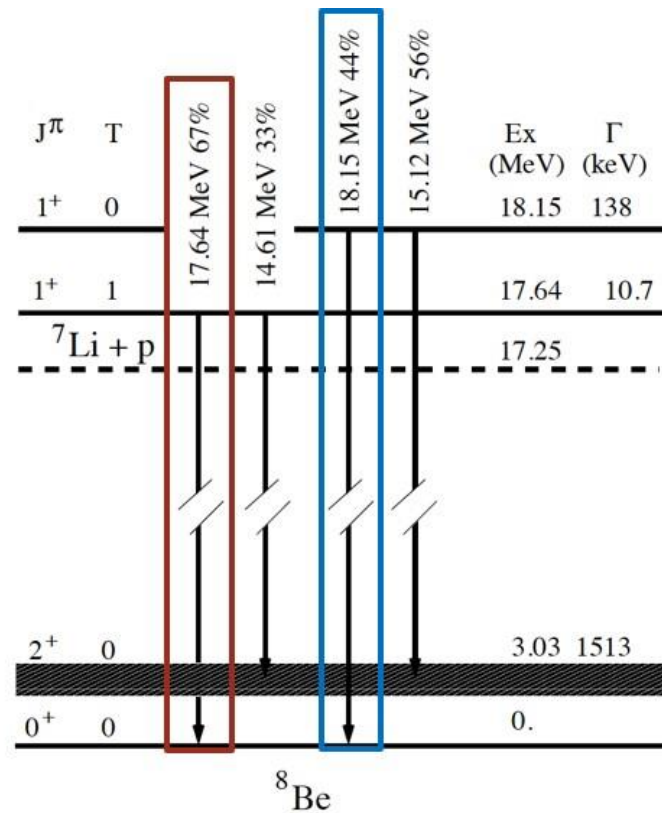 17.64 MeV 67%
14.61 MeV 33%
18.15 MeV 44%
15.12 MeV 56%
J^π T Ex (MeV) Γ (keV)
1⁺ 0 18.15 138
1⁺ 1 17.64 10.7
⁷Li + p 17.25
2⁺ 0 3.03 1513
0⁺ 0 0.
⁸Be